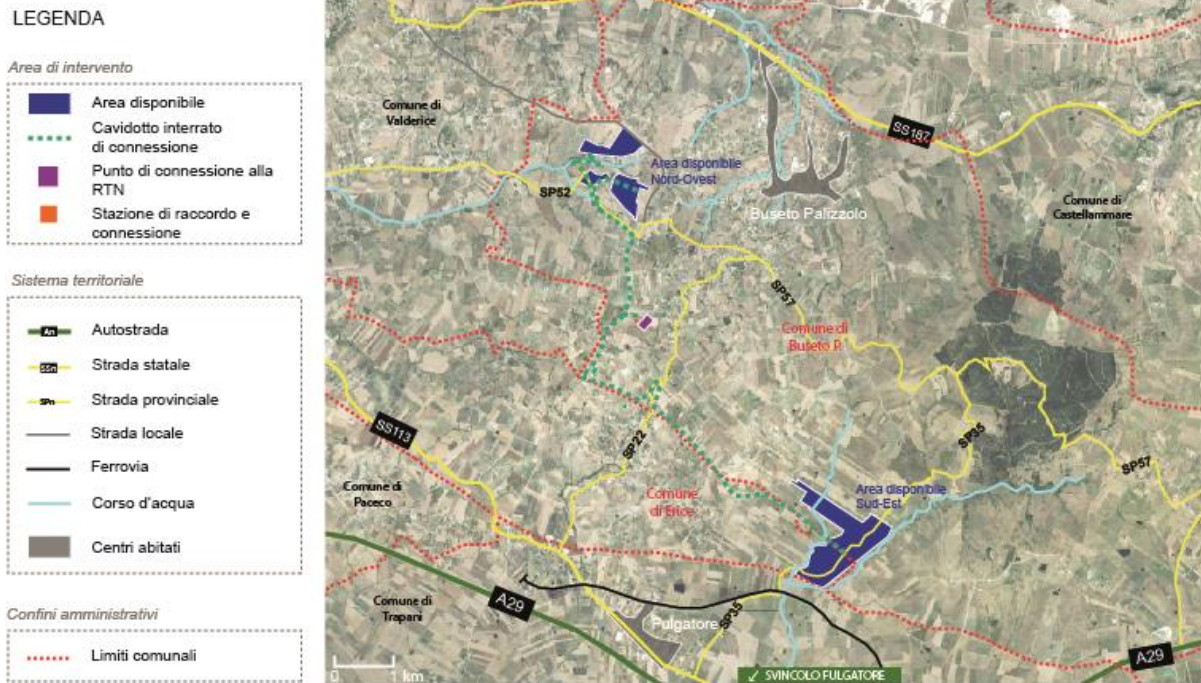 LEGENDA
Area di intervento
Area disponibile
Cavidotto interrato
di connessione
Punto di connessione alla
RTN
Stazione di raccordo e
connessione
Sistema territoriale
An
Autostrada
SSn
Strada statale
SPn
Strada provinciale
Strada locale
Ferrovia
Corso d'acqua
Centri abitati
Confini amministrativi
Limiti comunali
Comune di
Valderice
SS187
Area disponibile
Nord-Ovest
SP52
Buseto Palizzolo
Comune di
Castellammare
SP57
Comune di
Buseto P.
SS113
SP22
SP35
SP57
Comune di
Paceco
Comune
di Erice
Area disponibile
Sud-Est
A29
Comune di
Trapani
Fulgatore
SP35
A29
0 1 km
↙ SVINCOLO FULGATORE